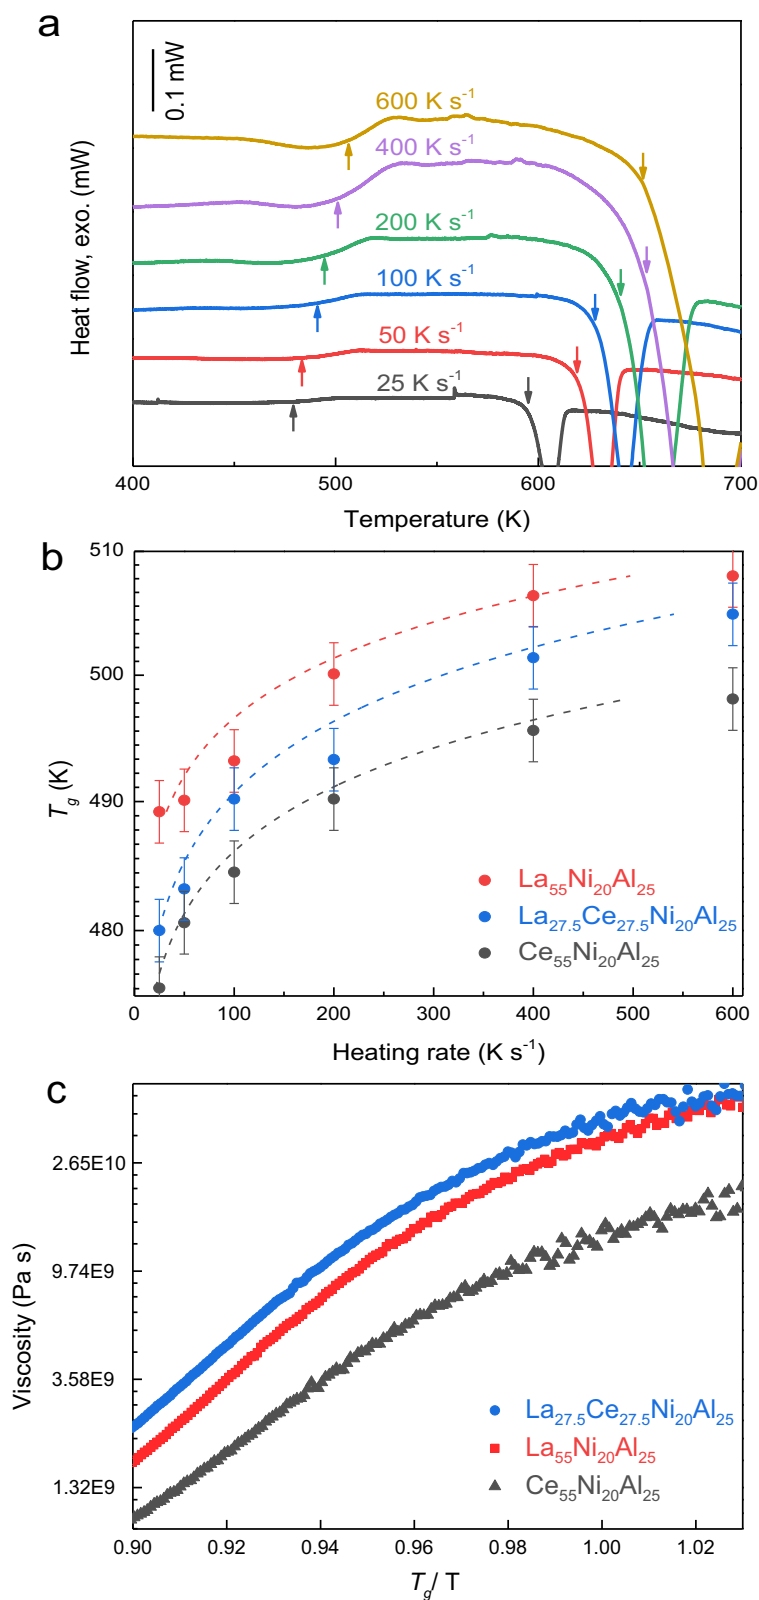 a
0.1 mW
600 K s⁻¹
400 K s⁻¹
200 K s⁻¹
100 K s⁻¹
50 K s⁻¹
25 K s⁻¹
Heat flow, exo. (mW)
400 500 600 700
Temperature (K)
b
510
500
490
480
T_g (K)
La₅₅Ni₂₀Al₂₅
La₂₇.₅Ce₂₇.₅Ni₂₀Al₂₅
Ce₅₅Ni₂₀Al₂₅
0 100 200 300 400 500 600
Heating rate (K s⁻¹)
c
2.65E10
9.74E9
3.58E9
1.32E9
Viscosity (Pa s)
La₂₇.₅Ce₂₇.₅Ni₂₀Al₂₅
La₅₅Ni₂₀Al₂₅
Ce₅₅Ni₂₀Al₂₅
0.90 0.92 0.94 0.96 0.98 1.00 1.02
T_g/ T